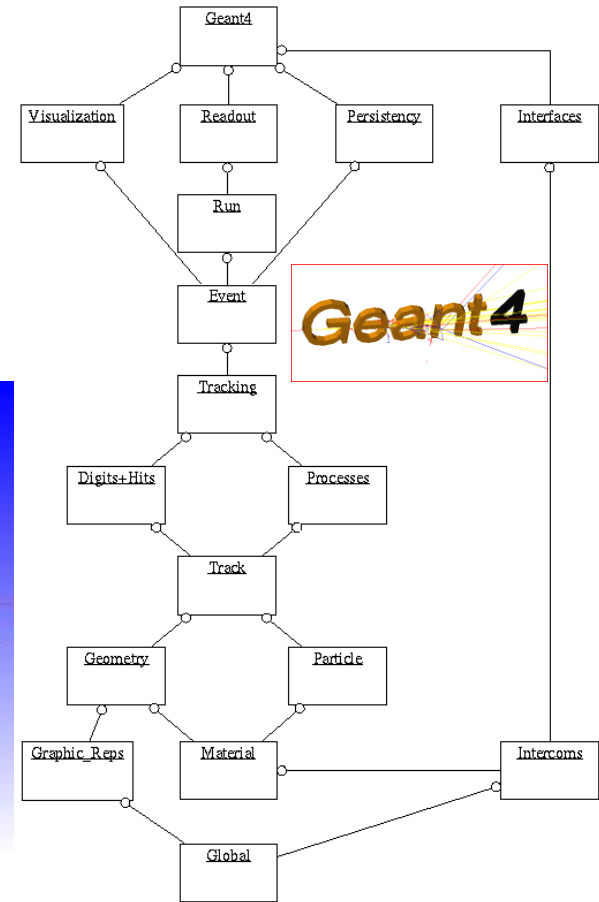 Geant4
Visualization
Readout
Persistency
Interfaces
Run
Event
Geant4
Tracking
Digits+Hits
Processes
Track
Geometry
Particle
Graphic_Reps
Material
Intercoms
Global